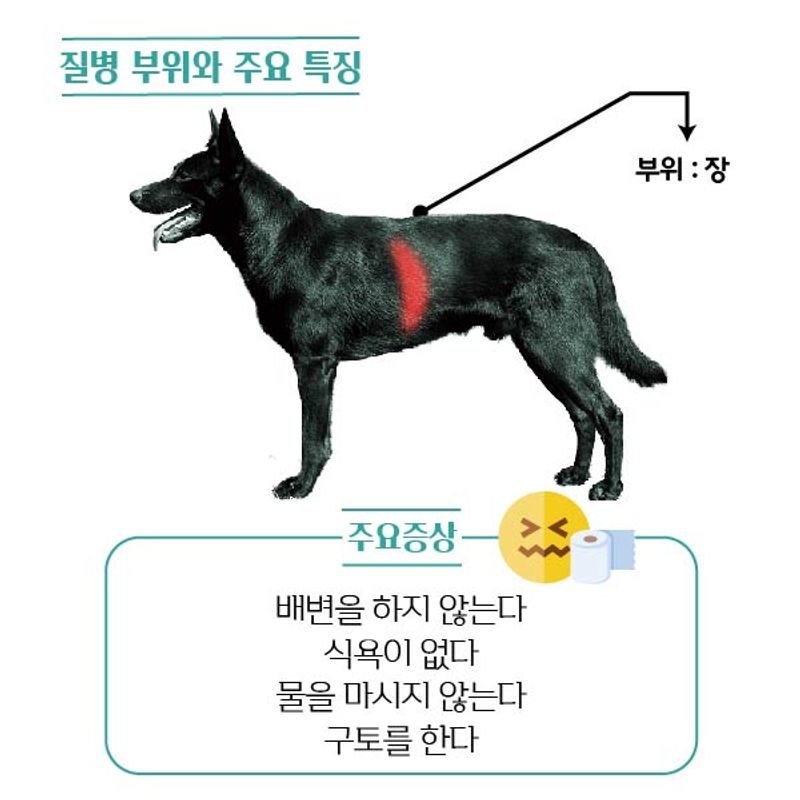 질병 부위와 주요 특징
부위 : 장
주요증상
배변을 하지 않는다
식욕이 없다
물을 마시지 않는다
구토를 한다